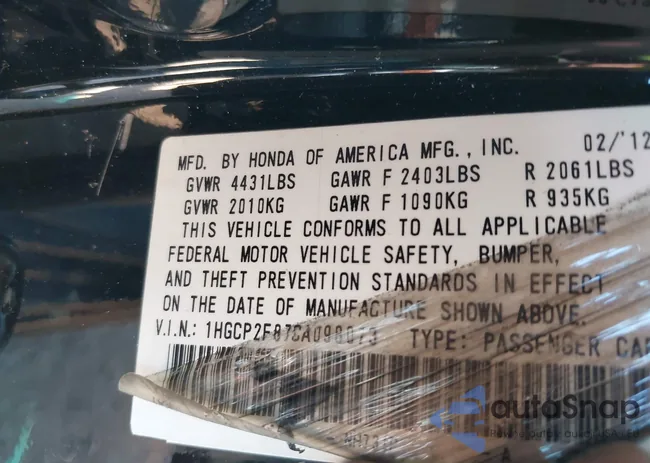 MFD. BY HONDA OF AMERICA MFG., INC. 02/'12
GVWR 4431LBS GAWR F 2403LBS R 2061LBS
GVWR 2010KG GAWR F 1090KG R 935KG
THIS VEHICLE CONFORMS TO ALL APPLICABLE
FEDERAL MOTOR VEHICLE SAFETY, BUMPER,
AND THEFT PREVENTION STANDARDS IN EFFECT
ON THE DATE OF MANUFACTURE SHOWN ABOVE.
V.I.N.: TYPE: PASSENGER CAR
A
autoSnap